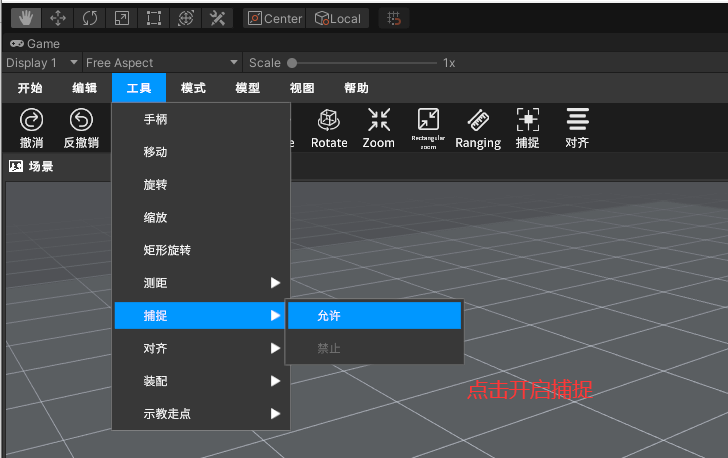 Center Local
Game
Display 1 Free Aspect Scale 1x
开始 编辑 工具 模式 模型 视图 帮助
撤消 反撤销 e Rotate Zoom Rectangular zoom Ranging 捕捉 对齐
场景
手柄
移动
旋转
缩放
矩形旋转
测距
捕捉 允许
对齐 禁止
装配
点击开启捕捉
示教走点